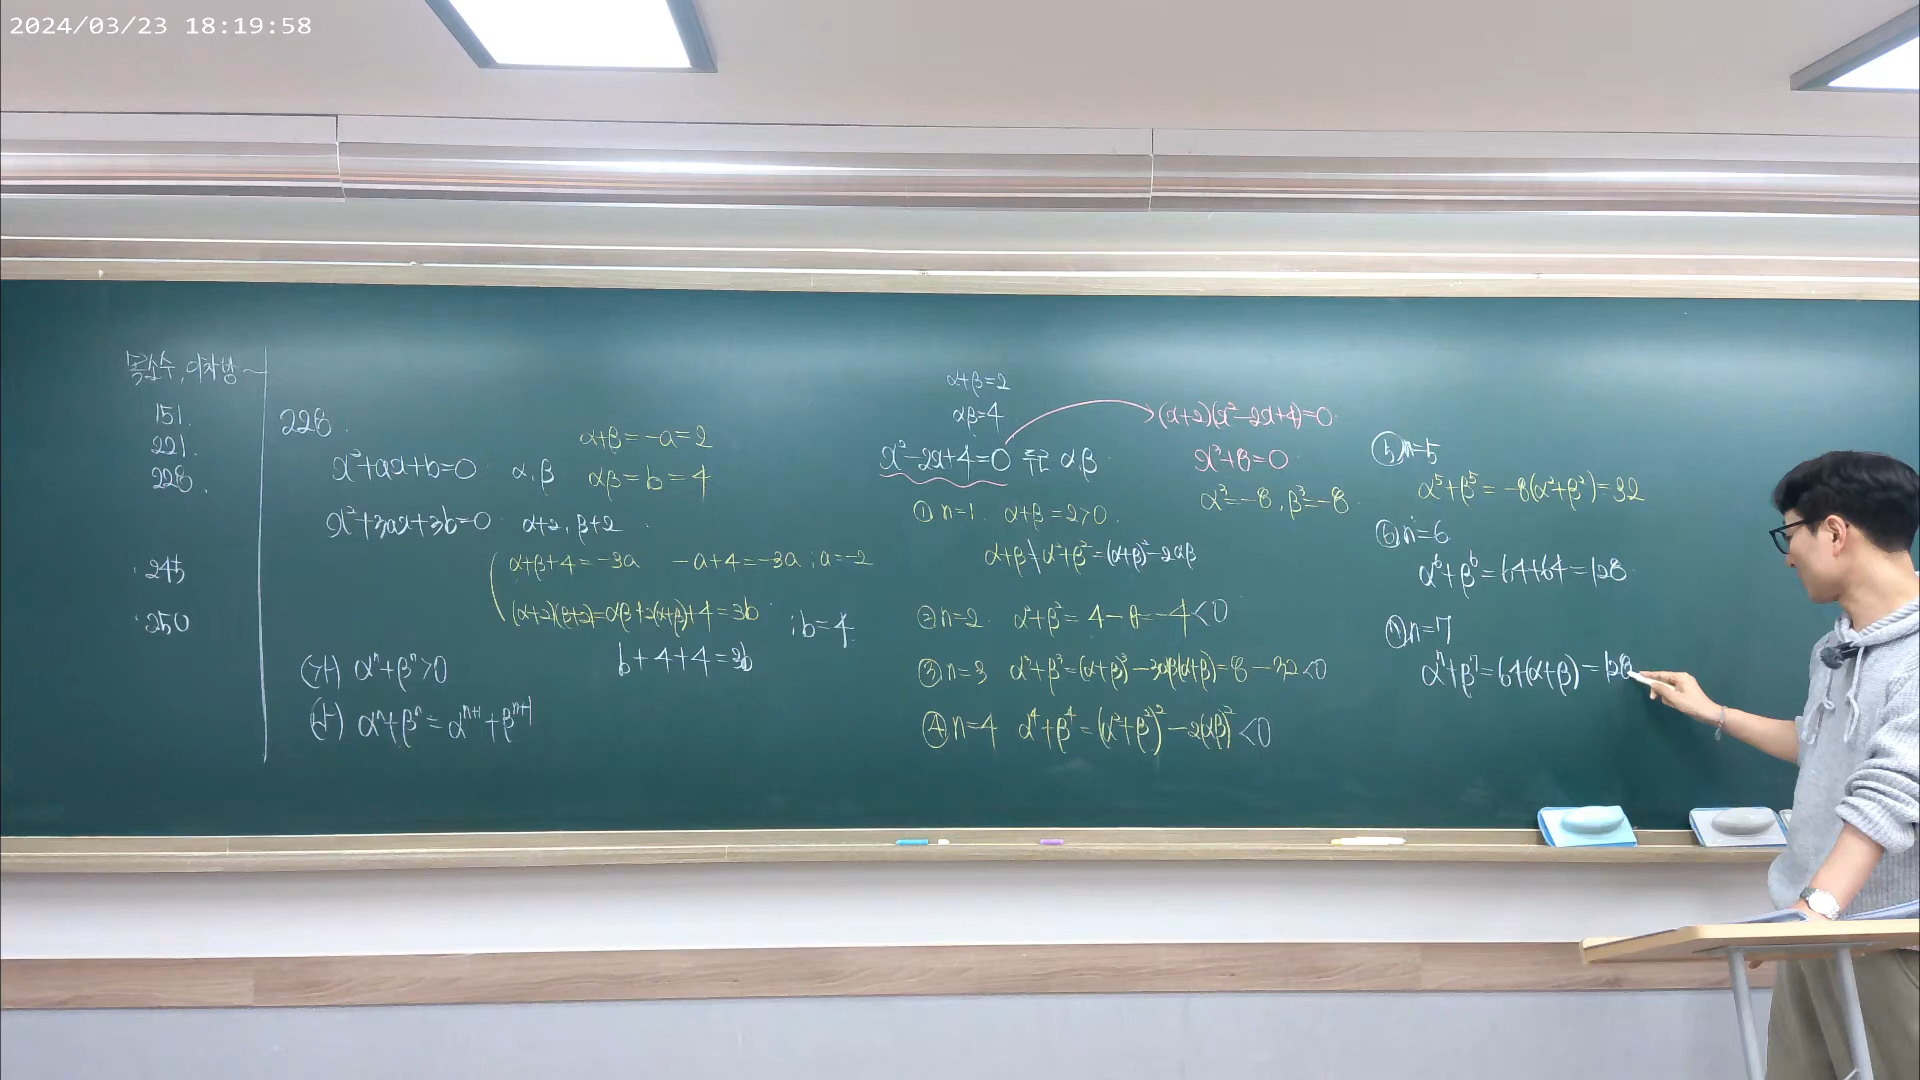 2024/03/23 18:19:58
복소수, 이차방~
151.
221.
228.
· 245
· 250
228.
x²+ax+b=0 α, β
α+β=-a=2
αβ=b=4
x²+3ax+3b=0 α+2, β+2
α+β+4=-3a -a+4=-3a ; a=-2
(α+2)(β+2)=αβ+2(α+β)+4=3b ; b=4
b+4+4=3b
(가) αⁿ+βⁿ>0
(나) αⁿ+βⁿ=αⁿ⁺¹+βⁿ⁺¹
α+β=2
αβ=4
x²-2x+4=0 두근 α, β
(x+2)(x²-2x+4)=0
x³+8=0
α³=-8, β³=-8
① n=1. α+β=2>0
α+β≠α²+β²=(α+β)²-2αβ
② n=2. α²+β²=4-8=-4<0
③ n=3 α³+β³=(α+β)³-3αβ(α+β)=8-32<0
④ n=4 α⁴+β⁴=(α²+β²)²-2(αβ)²<0
⑤ n=5
α⁵+β⁵=-8(α²+β²)=32
⑥ n=6
α⁶+β⁶=64+64=128
⑦ n=7
α⁷+β⁷=64(α+β)=128